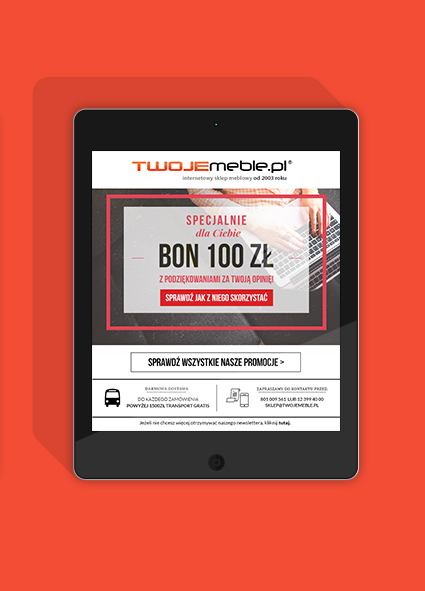 TWOJEmeble.pl®
internetowy sklep meblowy od 2003 roku
SPECJALNIE
dla Ciebie
BON 100 ZŁ
Z PODZIĘKOWANIAMI ZA TWOJĄ OPINIĘ!
SPRAWDŹ JAK Z NIEGO SKORZYSTAĆ
SPRAWDŹ WSZYSTKIE NASZE PROMOCJE >
DARMOWA DOSTAWA
DO KAŻDEGO ZAMÓWIENIA
POWYŻEJ 1500ZŁ TRANSPORT GRATIS
ZAPRASZAMY DO KONTAKTU PRZEZ:
801 009 361 LUB 12 399 40 00
SKLEP@TWOJEMEBLE.PL
Jeżeli nie chcesz więcej otrzymywać naszego newslettera, kliknij tutaj.